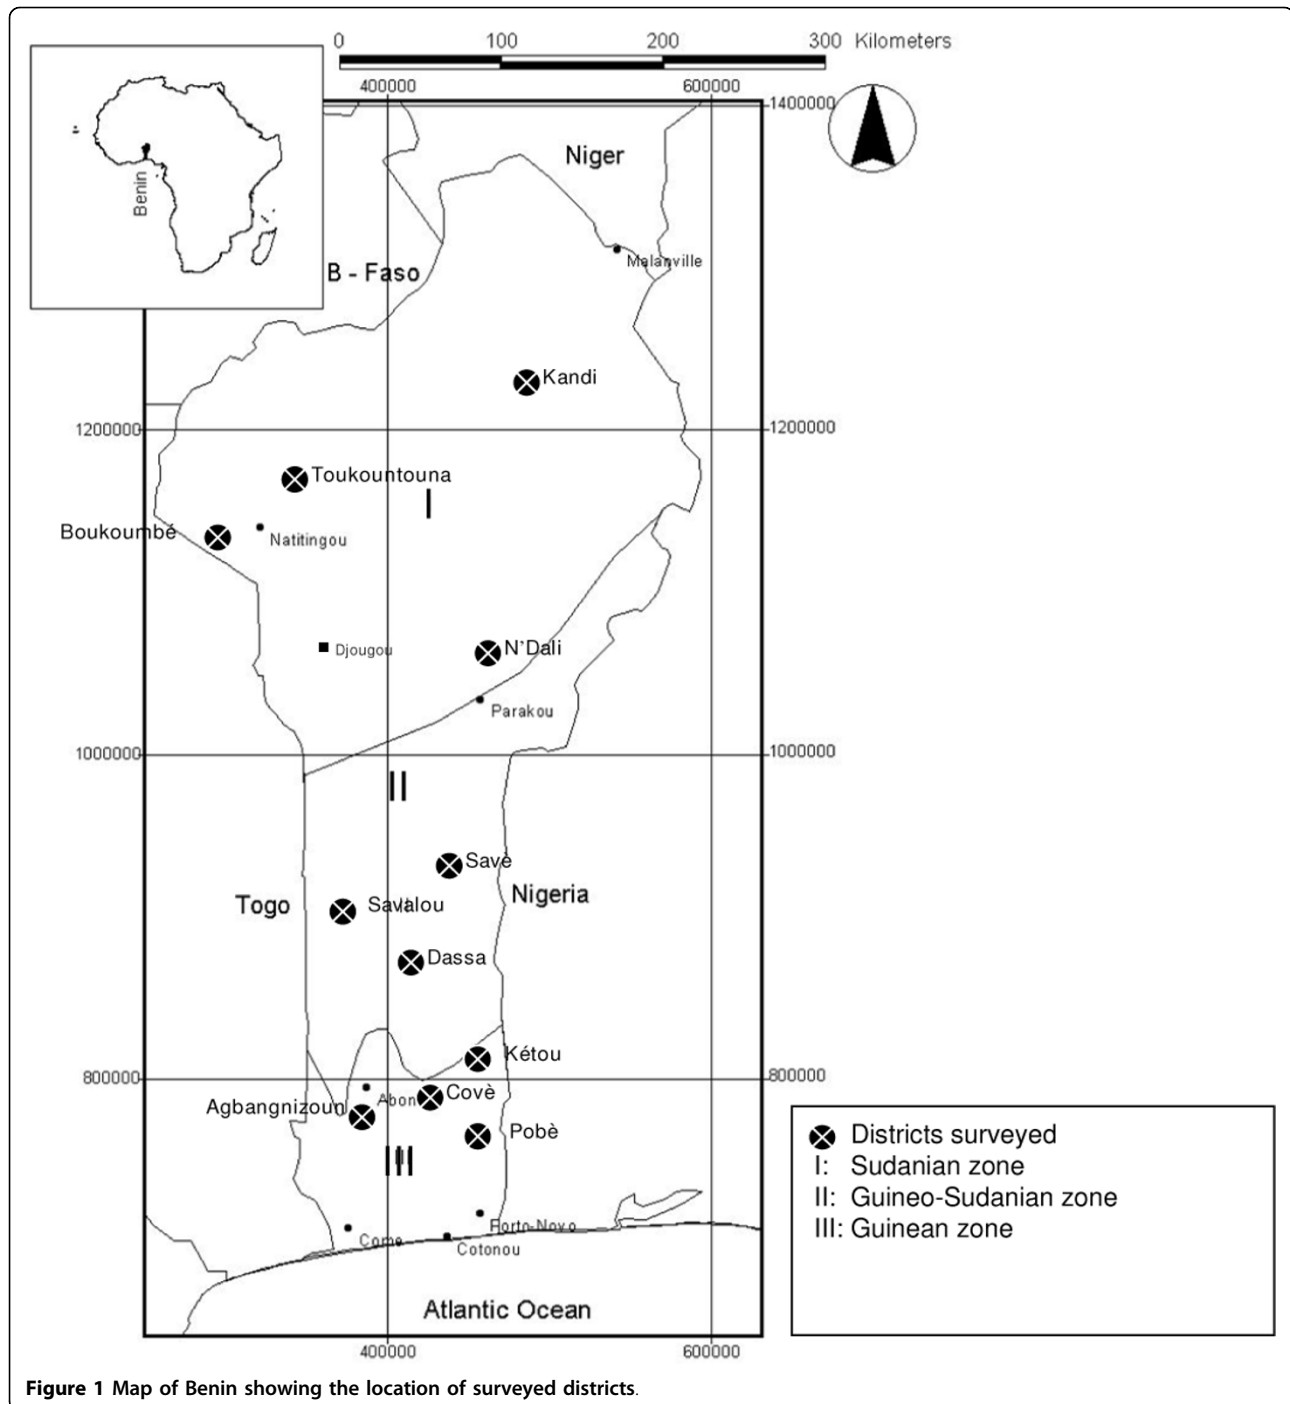 0 100 200 300 Kilometers
400000 600000
1400000
Niger
Benin
Malanville
B - Faso
Kandi
1200000 1200000
Toukountouna
I
Boukoumbé
Natitingou
N'Dali
Djougou
Parakou
1000000 1000000
II
Savè
Togo Savalou Nigeria
Dassa
Kétou
800000 800000
Covè
Agbangnizoun Abon
Pobè
III
Porto-Novo
Come
Cotonou
Atlantic Ocean
400000 600000
Districts surveyed
I: Sudanian zone
II: Guineo-Sudanian zone
III: Guinean zone
Figure 1 Map of Benin showing the location of surveyed districts.